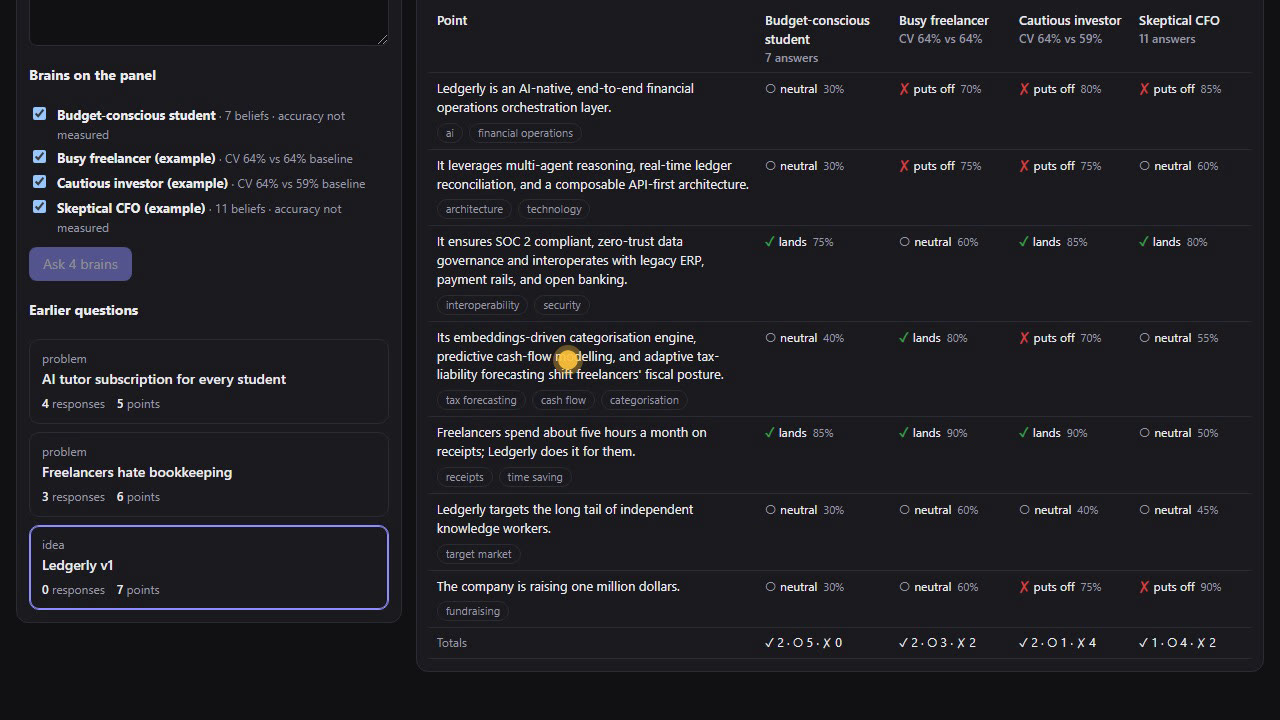 Brains on the panel
Budget-conscious student · 7 beliefs · accuracy not
measured
Busy freelancer (example) · CV 64% vs 64% baseline
Cautious investor (example) · CV 64% vs 59% baseline
Skeptical CFO (example) · 11 beliefs · accuracy not
measured
Ask 4 brains
Earlier questions
problem
AI tutor subscription for every student
4 responses 5 points
problem
Freelancers hate bookkeeping
3 responses 6 points
idea
Ledgerly v1
0 responses 7 points
Point
Budget-conscious
student
7 answers
Busy freelancer
CV 64% vs 64%
Cautious investor
CV 64% vs 59%
Skeptical CFO
11 answers
Ledgerly is an AI-native, end-to-end financial
operations orchestration layer.
ai financial operations
○ neutral 30% ✗ puts off 70% ✗ puts off 80% ✗ puts off 85%
It leverages multi-agent reasoning, real-time ledger
reconciliation, and a composable API-first architecture.
architecture technology
○ neutral 30% ✗ puts off 75% ✗ puts off 75% ○ neutral 60%
It ensures SOC 2 compliant, zero-trust data
governance and interoperates with legacy ERP,
payment rails, and open banking.
interoperability security
✓ lands 75% ○ neutral 60% ✓ lands 85% ✓ lands 80%
Its embeddings-driven categorisation engine,
predictive cash-flow modelling, and adaptive tax-
liability forecasting shift freelancers' fiscal posture.
tax forecasting cash flow categorisation
○ neutral 40% ✓ lands 80% ✗ puts off 70% ○ neutral 55%
Freelancers spend about five hours a month on
receipts; Ledgerly does it for them.
receipts time saving
✓ lands 85% ✓ lands 90% ✓ lands 90% ○ neutral 50%
Ledgerly targets the long tail of independent
knowledge workers.
target market
○ neutral 30% ○ neutral 60% ○ neutral 40% ○ neutral 45%
The company is raising one million dollars.
fundraising
○ neutral 30% ○ neutral 60% ✗ puts off 75% ✗ puts off 90%
Totals ✓ 2 · ○ 5 · ✗ 0 ✓ 2 · ○ 3 · ✗ 2 ✓ 2 · ○ 1 · ✗ 4 ✓ 1 · ○ 4 · ✗ 2